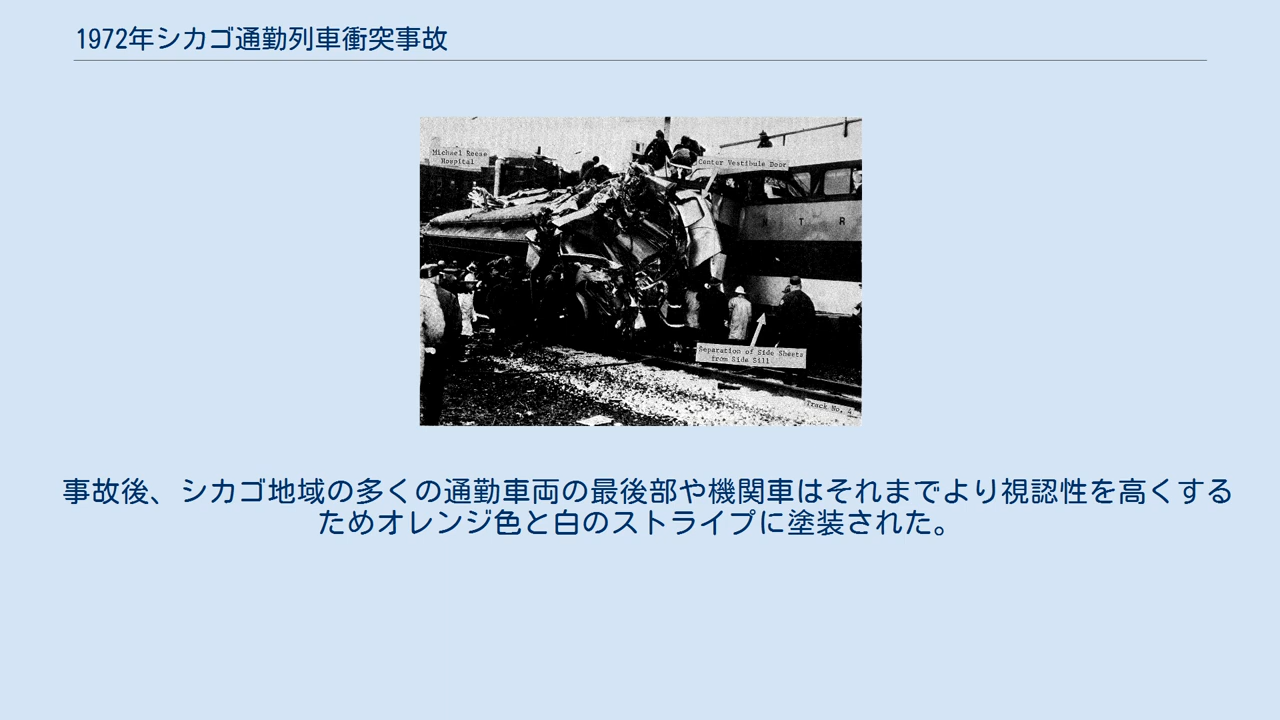 1972年シカゴ通勤列車衝突事故
Michael Reese
Hospital
Center Vestibule Door
T R
Separation of Side Sheets
from Side Sill
Track No. 4
事故後、シカゴ地域の多くの通勤車両の最後部や機関車はそれまでより視認性を高くする
ためオレンジ色と白のストライプに塗装された。